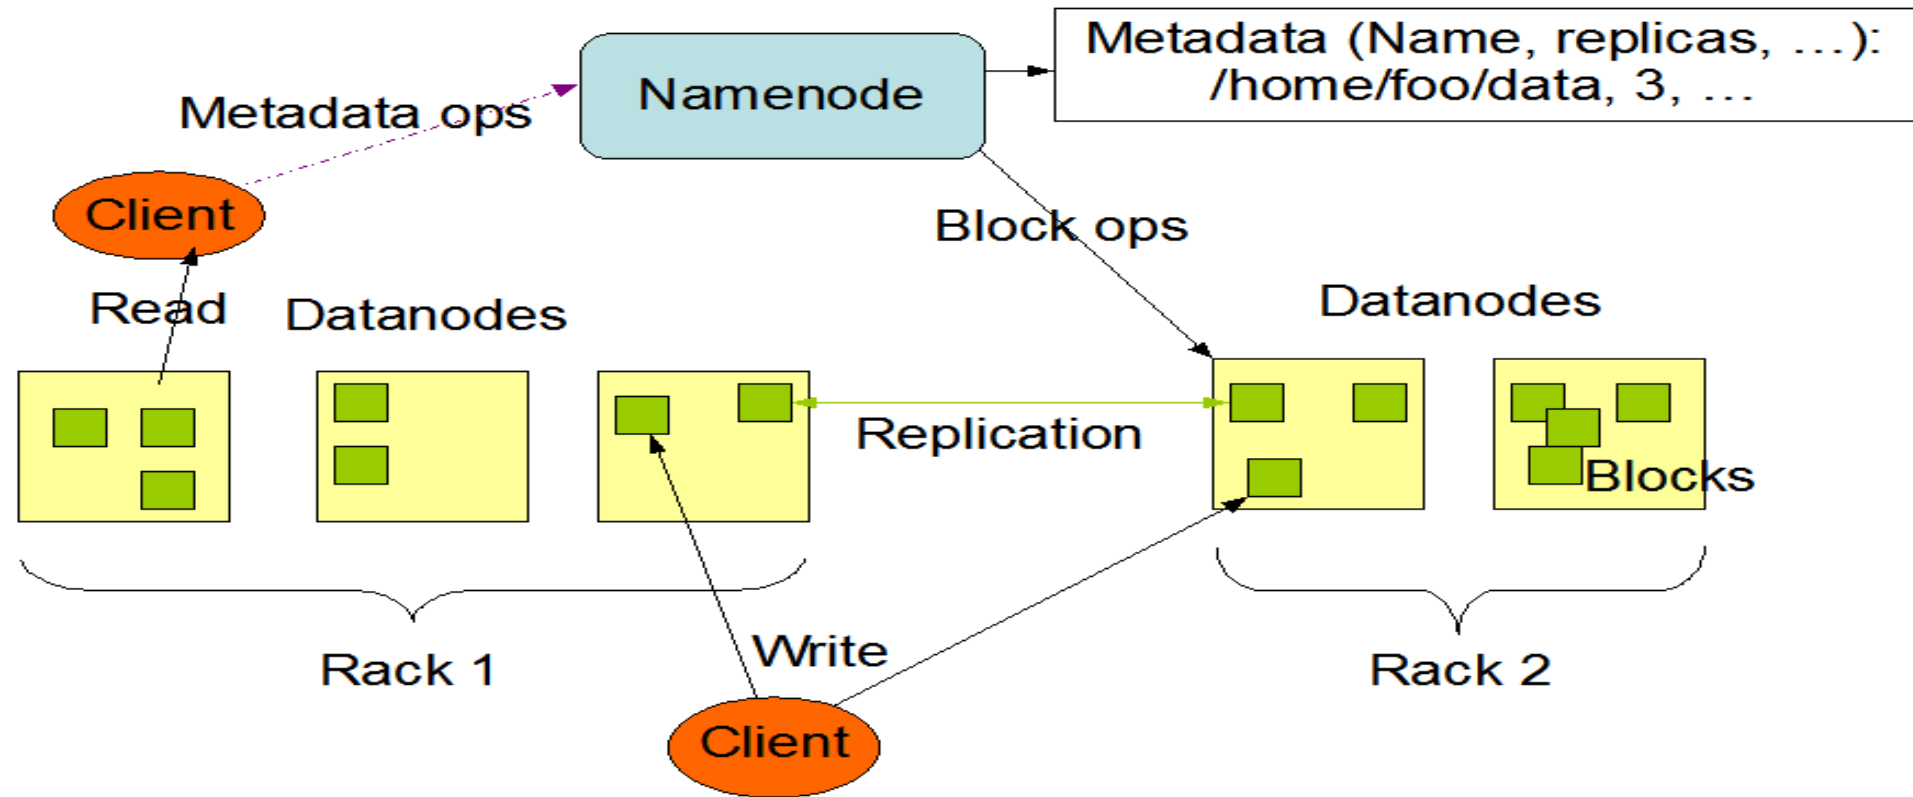 Metadata (Name, replicas, …):
/home/foo/data, 3, …
Namenode
Metadata ops
Client
Block ops
Read
Datanodes
Datanodes
Replication
Blocks
Write
Rack 1
Rack 2
Client